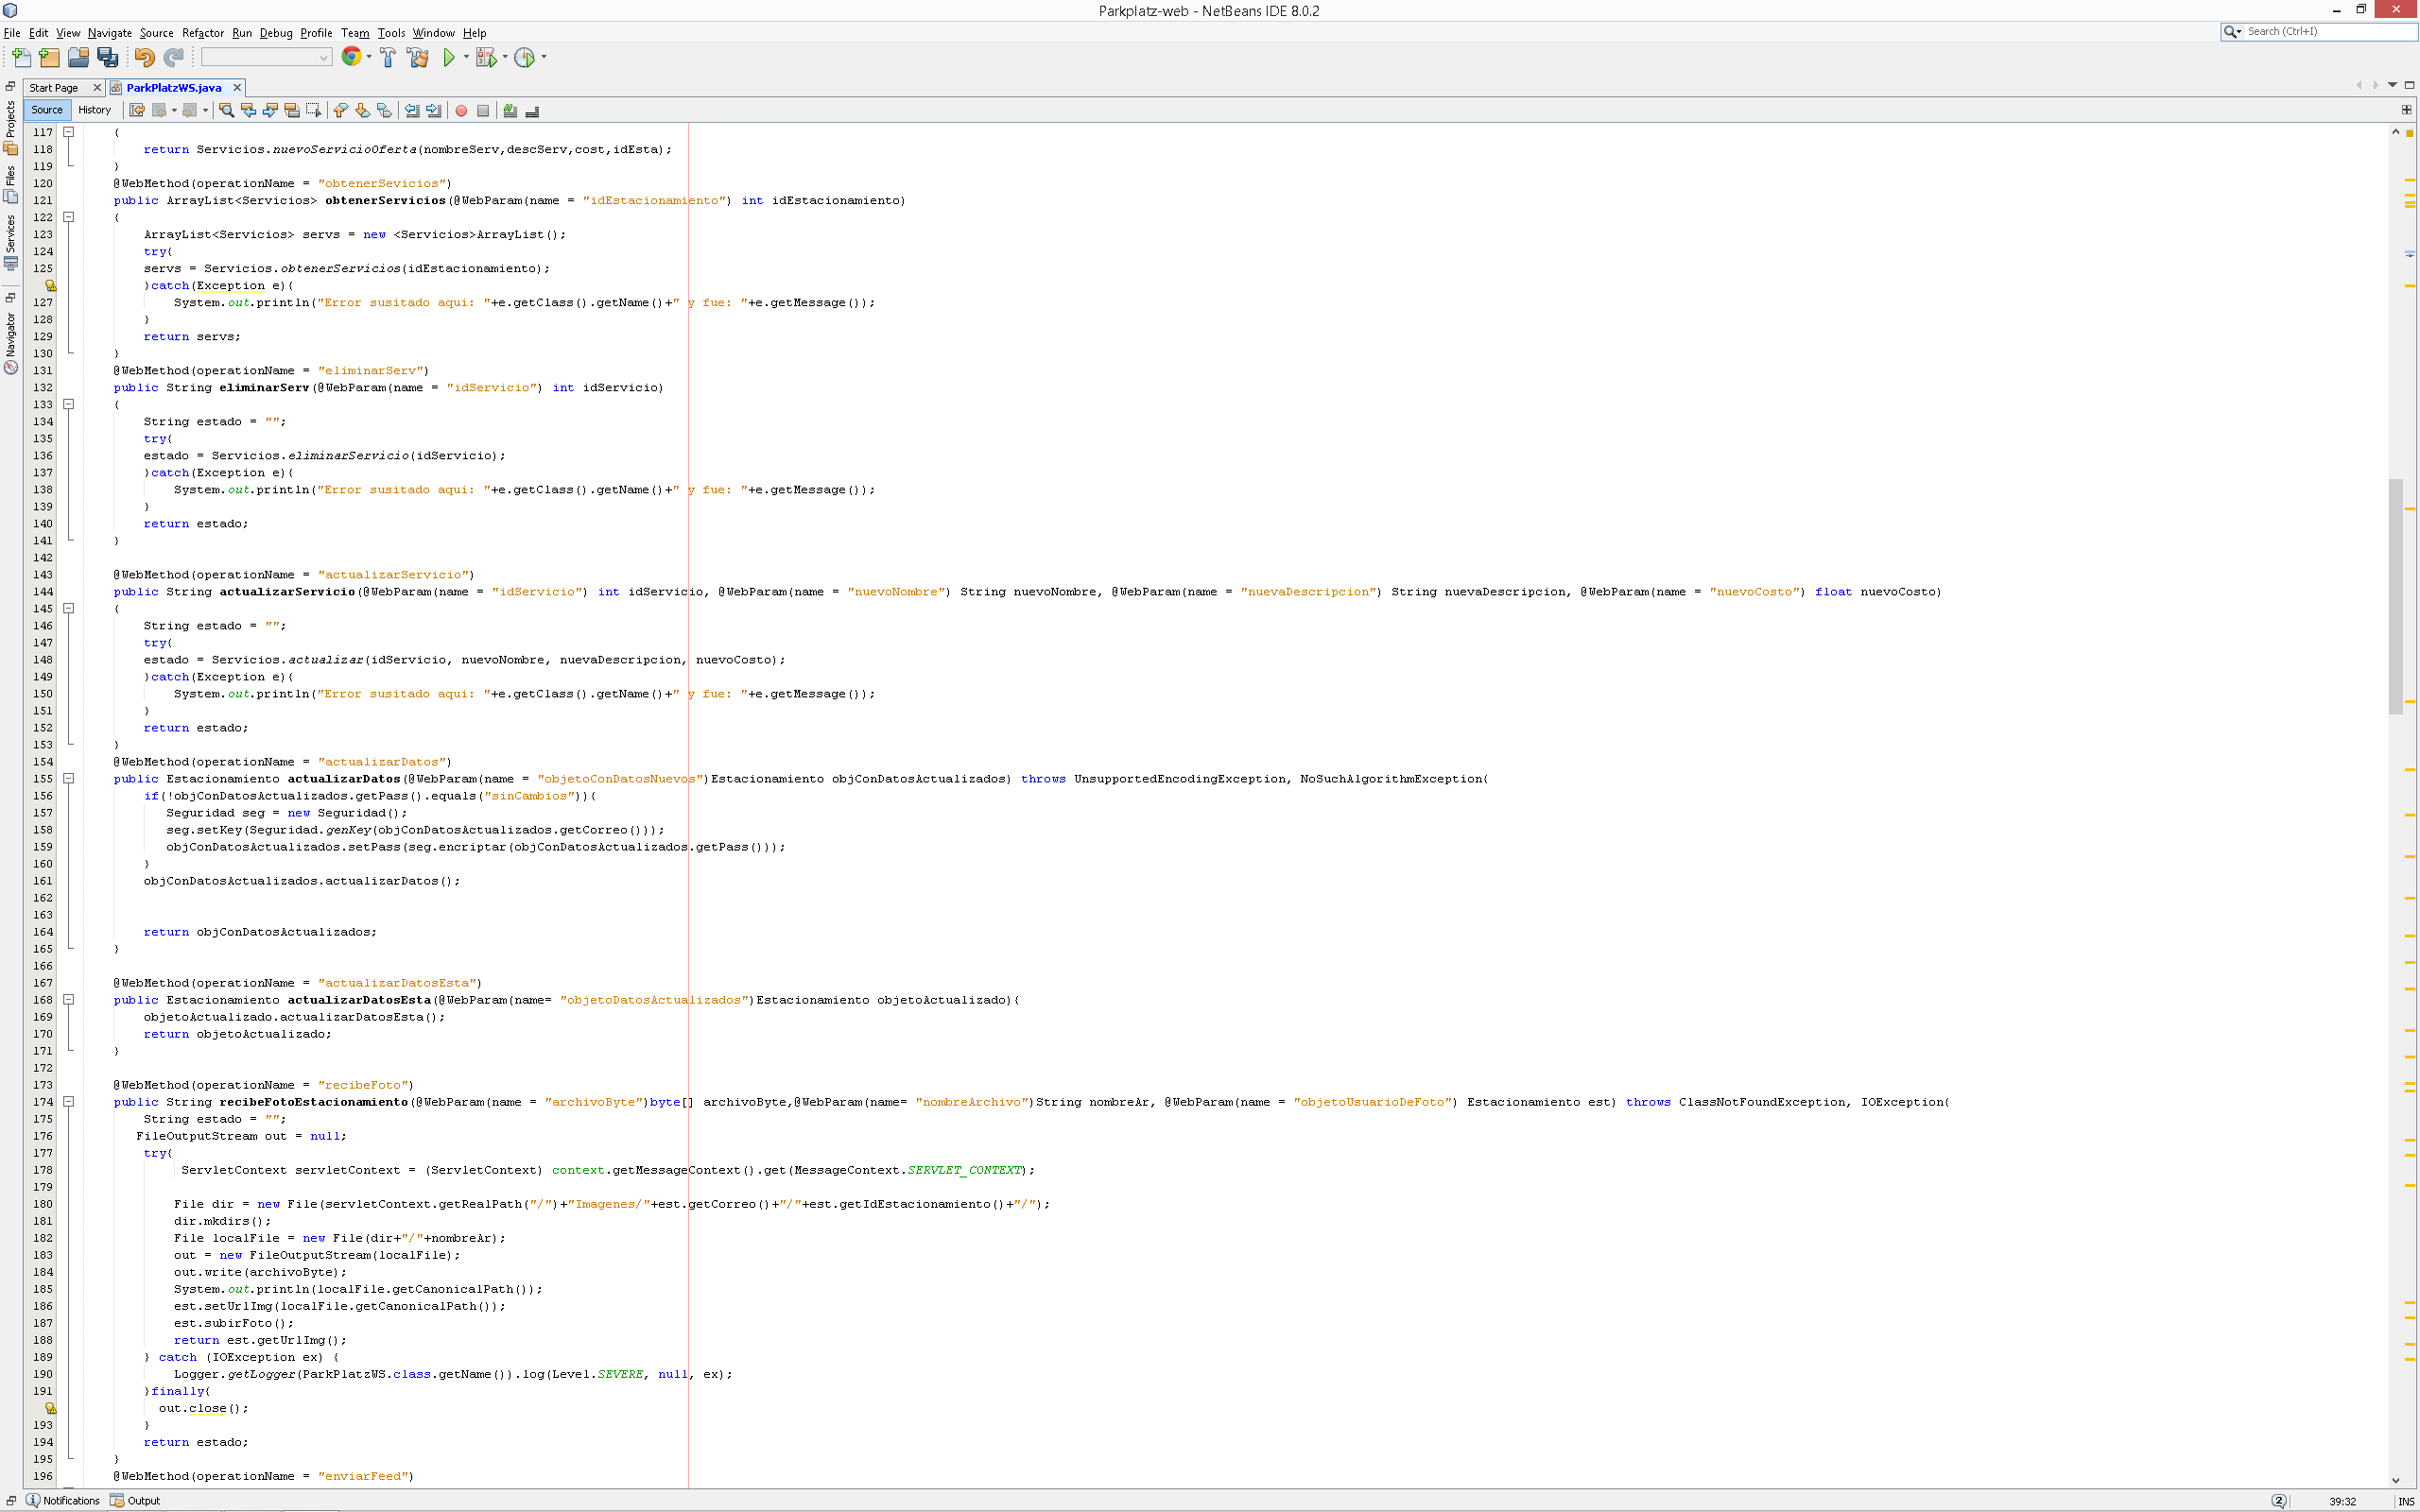 Parkplatz-web - NetBeans IDE 8.0.2
File Edit View Navigate Source Refactor Run Debug Profile Team Tools Window Help
Search (Ctrl+I)
Start Page ParkPlatzWS.java
Source History
Projects
Files
Services
Navigator
117 {
118 return Servicios.nuevoServicioOferta(nombreServ,descServ,cost,idEsta);
119 }
120 @WebMethod(operationName = "obtenerSevicios")
121 public ArrayList<Servicios> obtenerServicios(@WebParam(name = "idEstacionamiento") int idEstacionamiento)
122 {
123 ArrayList<Servicios> servs = new <Servicios>ArrayList();
124 try{
125 servs = Servicios.obtenerServicios(idEstacionamiento);
}catch(Exception e){
127 System.out.println("Error susitado aqui: "+e.getClass().getName()+" y fue: "+e.getMessage());
128 }
129 return servs;
130 }
131 @WebMethod(operationName = "eliminarServ")
132 public String eliminarServ(@WebParam(name = "idServicio") int idServicio)
133 {
134 String estado = "";
135 try{
136 estado = Servicios.eliminarServicio(idServicio);
137 }catch(Exception e){
138 System.out.println("Error susitado aqui: "+e.getClass().getName()+" y fue: "+e.getMessage());
139 }
140 return estado;
141 }
142
143 @WebMethod(operationName = "actualizarServicio")
144 public String actualizarServicio(@WebParam(name = "idServicio") int idServicio, @WebParam(name = "nuevoNombre") String nuevoNombre, @WebParam(name = "nuevaDescripcion") String nuevaDescripcion, @WebParam(name = "nuevoCosto") float nuevoCosto)
145 {
146 String estado = "";
147 try{
148 estado = Servicios.actualizar(idServicio, nuevoNombre, nuevaDescripcion, nuevoCosto);
149 }catch(Exception e){
150 System.out.println("Error susitado aqui: "+e.getClass().getName()+" y fue: "+e.getMessage());
151 }
152 return estado;
153 }
154 @WebMethod(operationName = "actualizarDatos")
155 public Estacionamiento actualizarDatos(@WebParam(name = "objetoConDatosNuevos")Estacionamiento objConDatosActualizados) throws UnsupportedEncodingException, NoSuchAlgorithmException{
156 if(!objConDatosActualizados.getPass().equals("sinCambios")){
157 Seguridad seg = new Seguridad();
158 seg.setKey(Seguridad.genKey(objConDatosActualizados.getCorreo()));
159 objConDatosActualizados.setPass(seg.encriptar(objConDatosActualizados.getPass()));
160 }
161 objConDatosActualizados.actualizarDatos();
162
163
164 return objConDatosActualizados;
165 }
166
167 @WebMethod(operationName = "actualizarDatosEsta")
168 public Estacionamiento actualizarDatosEsta(@WebParam(name= "objetoDatosActualizados")Estacionamiento objetoActualizado){
169 objetoActualizado.actualizarDatosEsta();
170 return objetoActualizado;
171 }
172
173 @WebMethod(operationName = "recibeFoto")
174 public String recibeFotoEstacionamiento(@WebParam(name = "archivoByte")byte[] archivoByte,@WebParam(name= "nombreArchivo")String nombreAr, @WebParam(name = "objetoUsuarioDeFoto") Estacionamiento est) throws ClassNotFoundException, IOException{
175 String estado = "";
176 FileOutputStream out = null;
177 try{
178 ServletContext servletContext = (ServletContext) context.getMessageContext().get(MessageContext.SERVLET_CONTEXT);
179
180 File dir = new File(servletContext.getRealPath("/")+"Imagenes/"+est.getCorreo()+"/"+est.getIdEstacionamiento()+"/");
181 dir.mkdirs();
182 File localFile = new File(dir+"/"+nombreAr);
183 out = new FileOutputStream(localFile);
184 out.write(archivoByte);
185 System.out.println(localFile.getCanonicalPath());
186 est.setUrlImg(localFile.getCanonicalPath());
187 est.subirFoto();
188 return est.getUrlImg();
189 } catch (IOException ex) {
190 Logger.getLogger(ParkPlatzWS.class.getName()).log(Level.SEVERE, null, ex);
191 }finally{
out.close();
193 }
194 return estado;
195 }
196 @WebMethod(operationName = "enviarFeed")
Notifications Output
2 39:32 INS